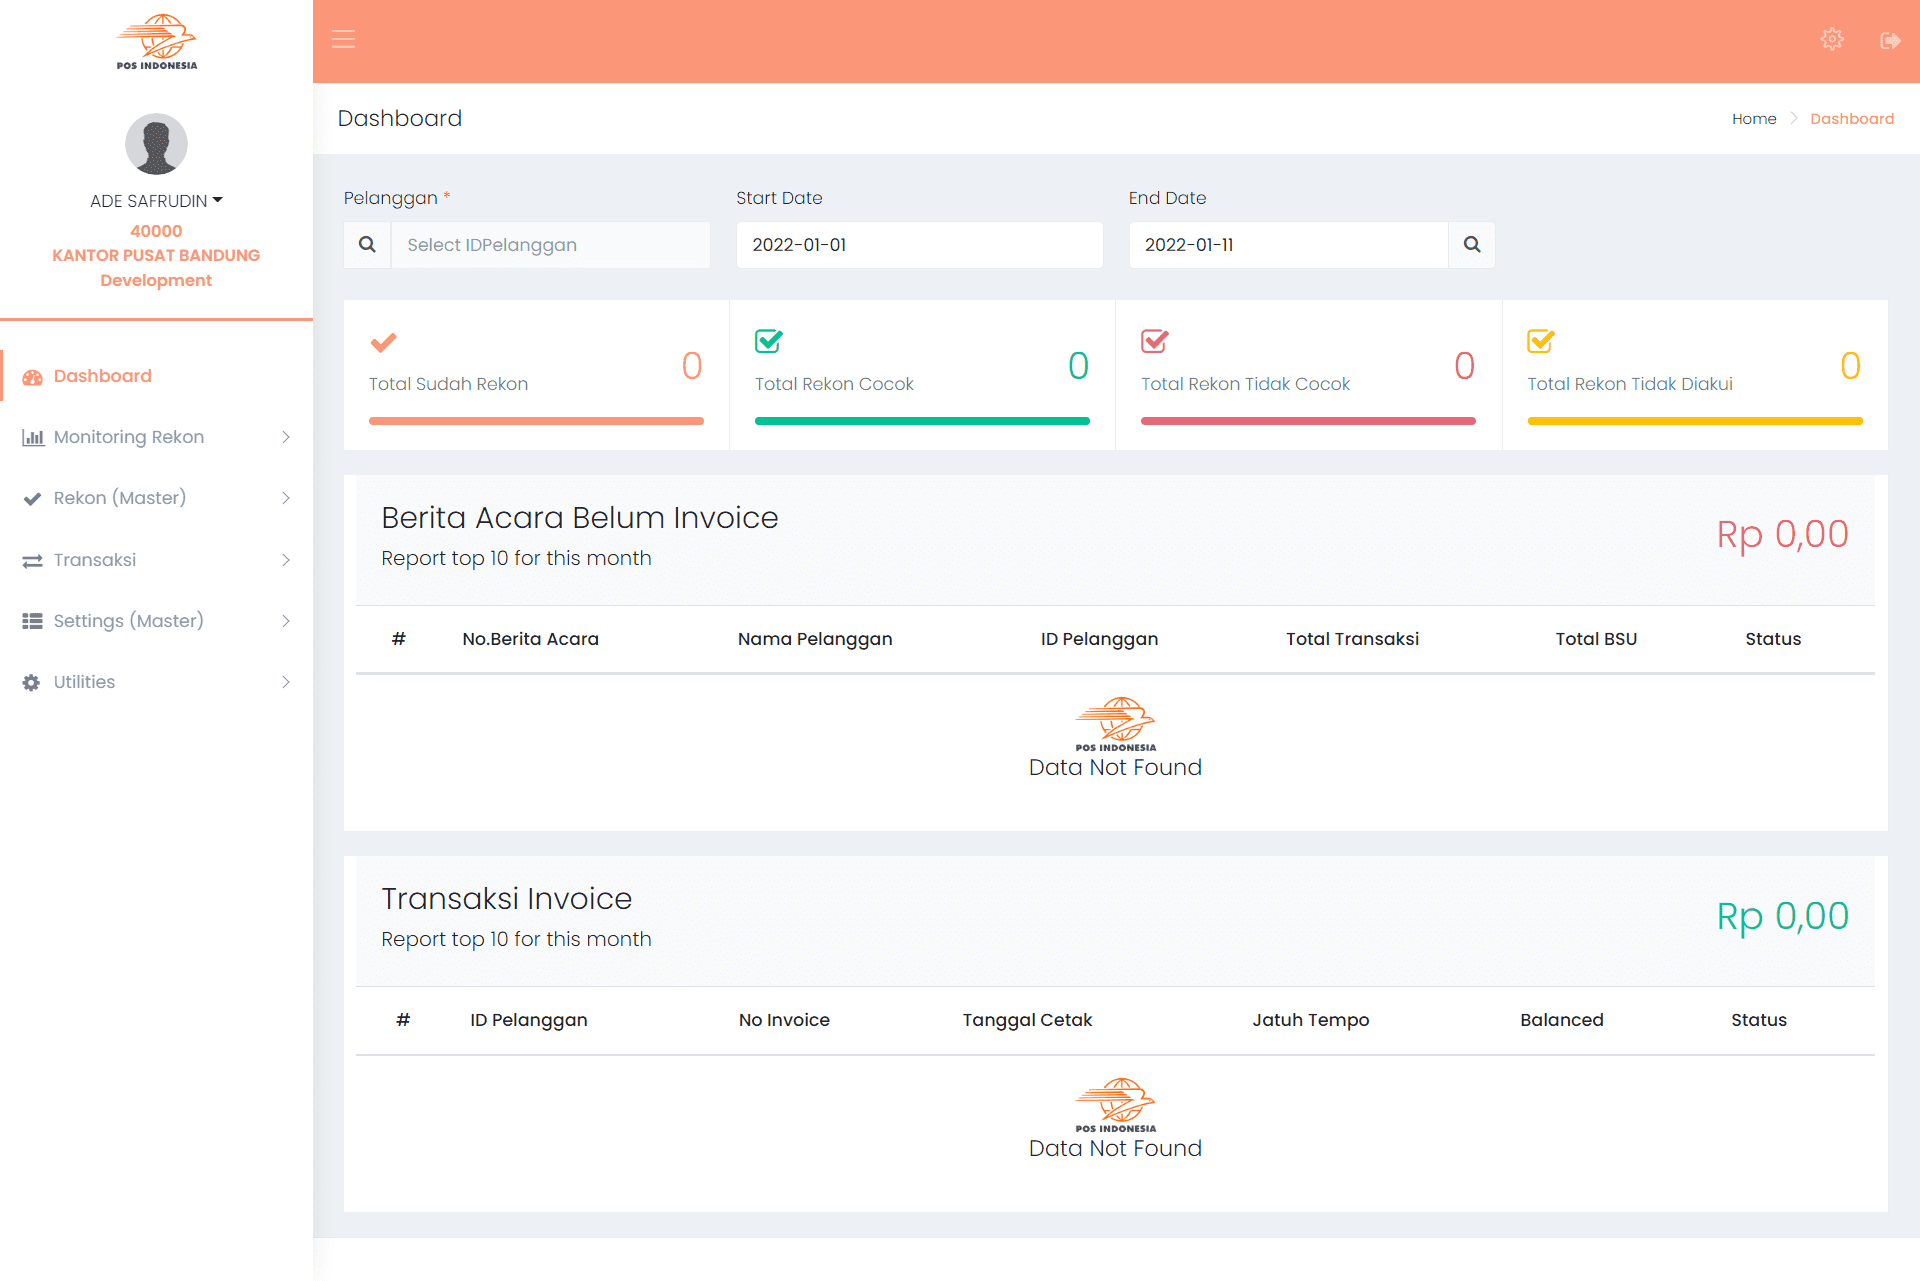 POS INDONESIA
ADE SAFRUDIN
40000
KANTOR PUSAT BANDUNG
Development
Dashboard
Monitoring Rekon
Rekon (Master)
Transaksi
Settings (Master)
Utilities
Dashboard
Home Dashboard
Pelanggan * Start Date End Date
Select IDPelanggan 2022-01-01 2022-01-11
Total Sudah Rekon 0
Total Rekon Cocok 0
Total Rekon Tidak Cocok 0
Total Rekon Tidak Diakui 0
Berita Acara Belum Invoice
Report top 10 for this month
Rp 0,00
# No.Berita Acara Nama Pelanggan ID Pelanggan Total Transaksi Total BSU Status
POS INDONESIA
Data Not Found
Transaksi Invoice
Report top 10 for this month
Rp 0,00
# ID Pelanggan No Invoice Tanggal Cetak Jatuh Tempo Balanced Status
POS INDONESIA
Data Not Found